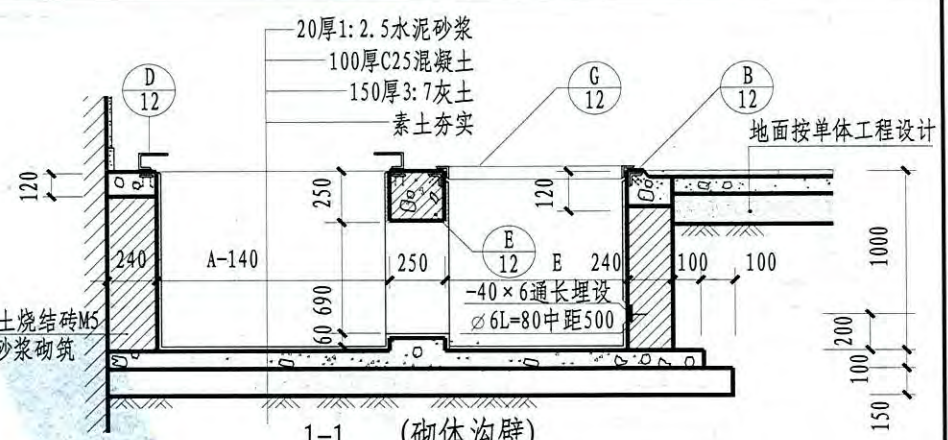 20厚1:2.5水泥砂浆
100厚C25混凝土
150厚3:7灰土
素土夯实
D
12
G
12
B
12
地面按单体工程设计
120
250
120
1000
E
12
240
A-140
250
E
240
100
100
-40×6通长埋设
∅6L=80中距500
690
60
200
100
150
土烧结砖M5
砂浆砌筑
1-1 (砌体沟壁)